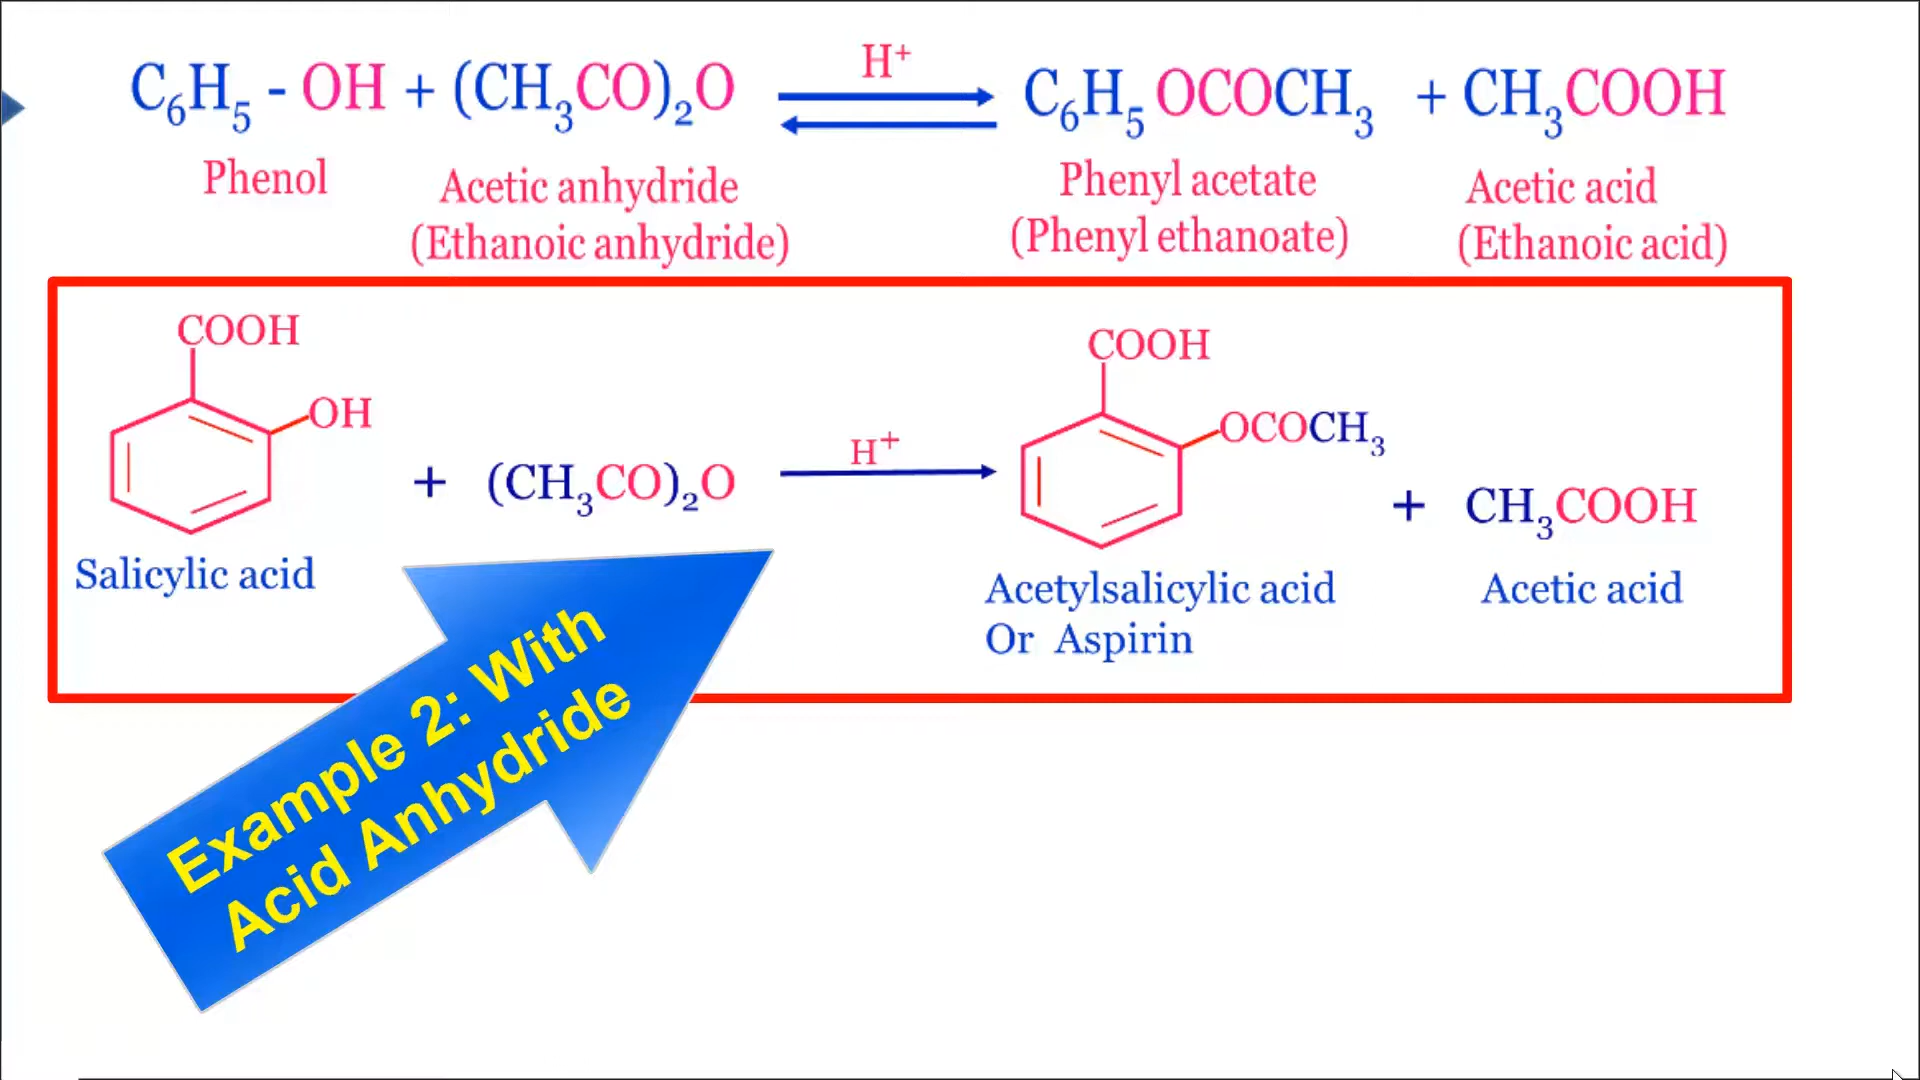 C₆H₅ - OH + (CH₃CO)₂O H⁺ C₆H₅ OCOCH₃ + CH₃COOH
Phenol Acetic anhydride Phenyl acetate Acetic acid
(Ethanoic anhydride) (Phenyl ethanoate) (Ethanoic acid)
COOH COOH
OH OCOCH₃
+ (CH₃CO)₂O H⁺ + CH₃COOH
Salicylic acid Acetylsalicylic acid Acetic acid
Or Aspirin
Example 2: With
Acid Anhydride